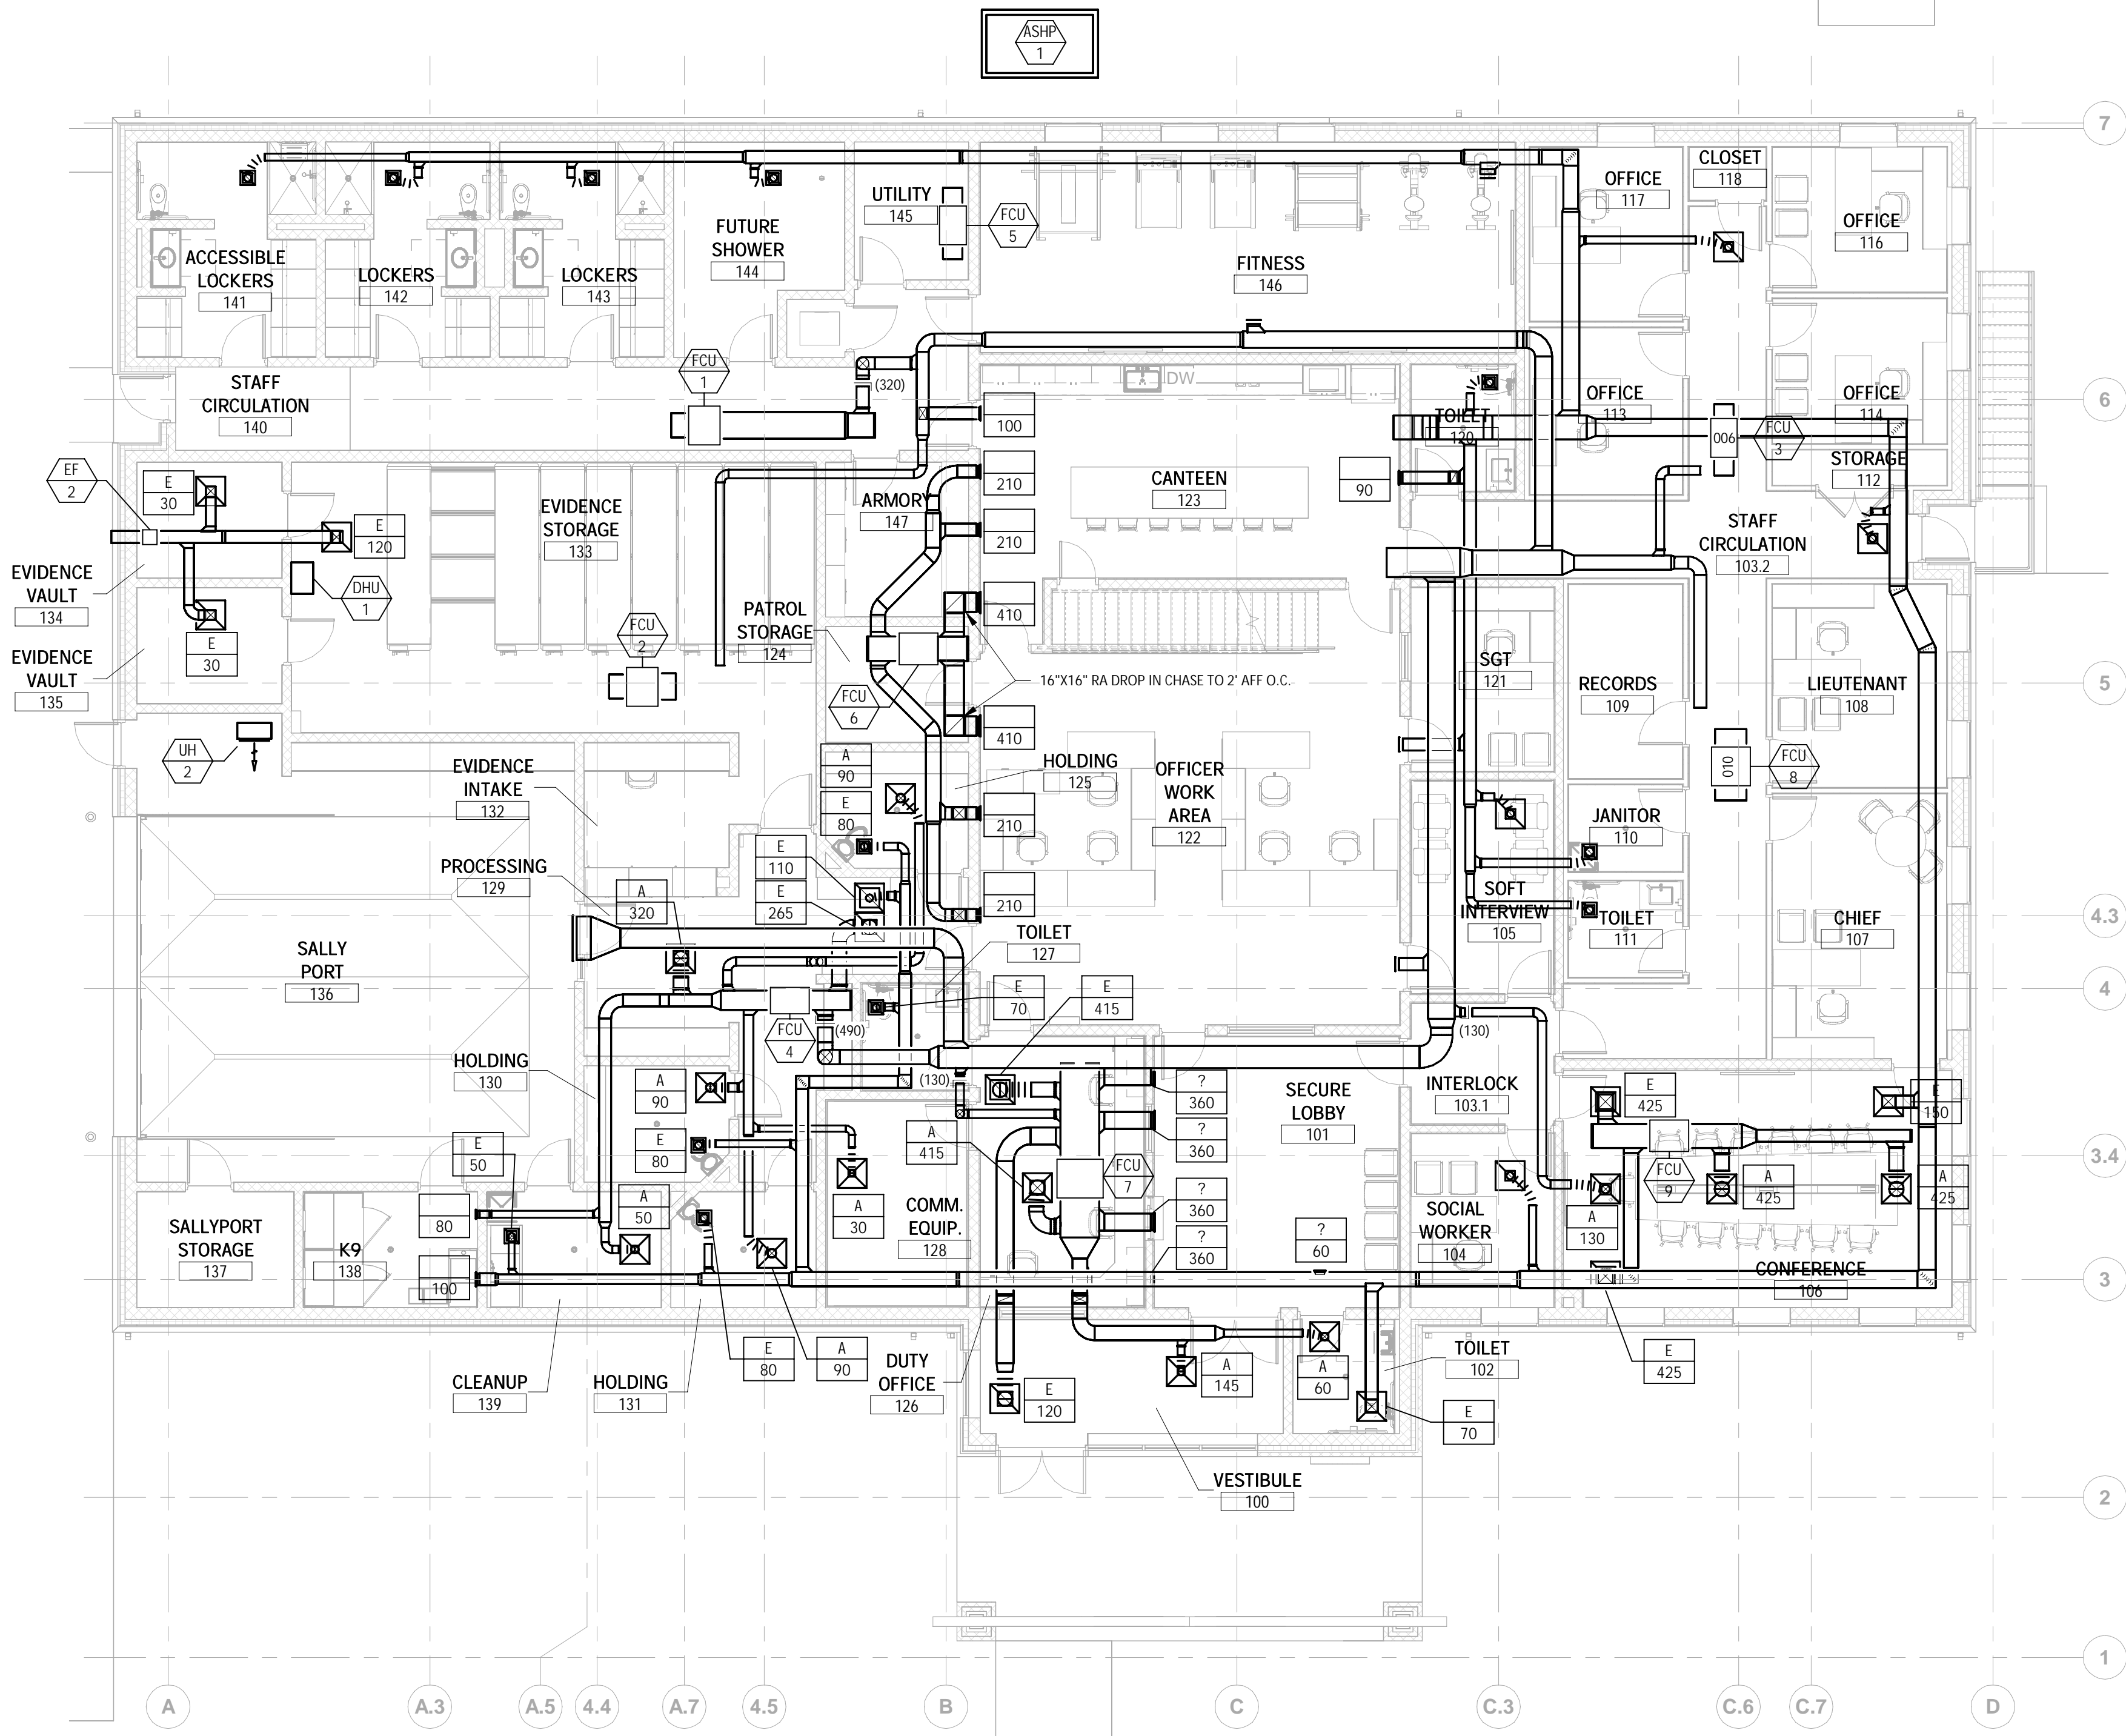 ASHP
1
7
CLOSET
118
OFFICE
117
OFFICE
116
UTILITY
145
FCU
5
FUTURE
SHOWER
144
ACCESSIBLE
LOCKERS
141
LOCKERS
142
LOCKERS
143
FITNESS
146
FCU
1
(320)
DW
STAFF
CIRCULATION
140
TOILET
120
OFFICE
113
OFFICE
114
6
100
006
FCU
3
EF
2
E
30
EVIDENCE
STORAGE
133
ARMORY
147
210
CANTEEN
123
90
STORAGE
112
E
120
210
STAFF
CIRCULATION
103.2
EVIDENCE
VAULT
134
DHU
1
410
PATROL
STORAGE
124
FCU
2
E
30
EVIDENCE
VAULT
135
SGT
121
16"X16" RA DROP IN CHASE TO 2' AFF O.C.
RECORDS
109
LIEUTENANT
108
5
FCU
6
410
UH
2
A
90
HOLDING
125
OFFICER
WORK
AREA
122
010
FCU
8
EVIDENCE
INTAKE
132
E
80
210
JANITOR
110
PROCESSING
129
E
110
A
320
E
265
210
SOFT
INTERVIEW
105
TOILET
111
CHIEF
107
4.3
SALLY
PORT
136
TOILET
127
4
E
70
E
415
FCU
4
(490)
(130)
HOLDING
130
A
90
(130)
?
360
SECURE
LOBBY
101
INTERLOCK
103.1
E
425
E
150
E
50
E
80
A
415
?
360
FCU
7
FCU
9
3.4
A
425
A
425
SALLYPORT
STORAGE
137
K9
138
80
A
50
A
30
COMM.
EQUIP.
128
?
360
?
360
?
60
SOCIAL
WORKER
104
A
130
100
CONFERENCE
106
3
CLEANUP
139
HOLDING
131
E
80
A
90
DUTY
OFFICE
126
E
120
A
145
A
60
TOILET
102
E
425
E
70
VESTIBULE
100
2
1
A
A.3
A.5
4.4
A.7
4.5
B
C
C.3
C.6
C.7
D